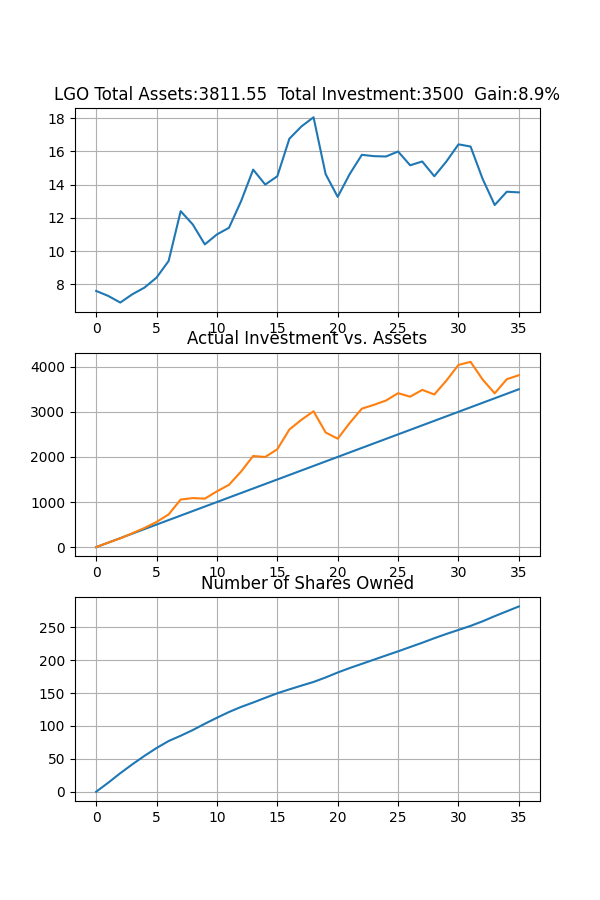 LGO Total Assets:3811.55  Total Investment:3500  Gain:8.9%
18
16
14
12
10
8
0 5 10 15 20 25 30 35
Actual Investment vs. Assets
4000
3000
2000
1000
0
0 5 10 15 20 25 30 35
Number of Shares Owned
250
200
150
100
50
0
0 5 10 15 20 25 30 35